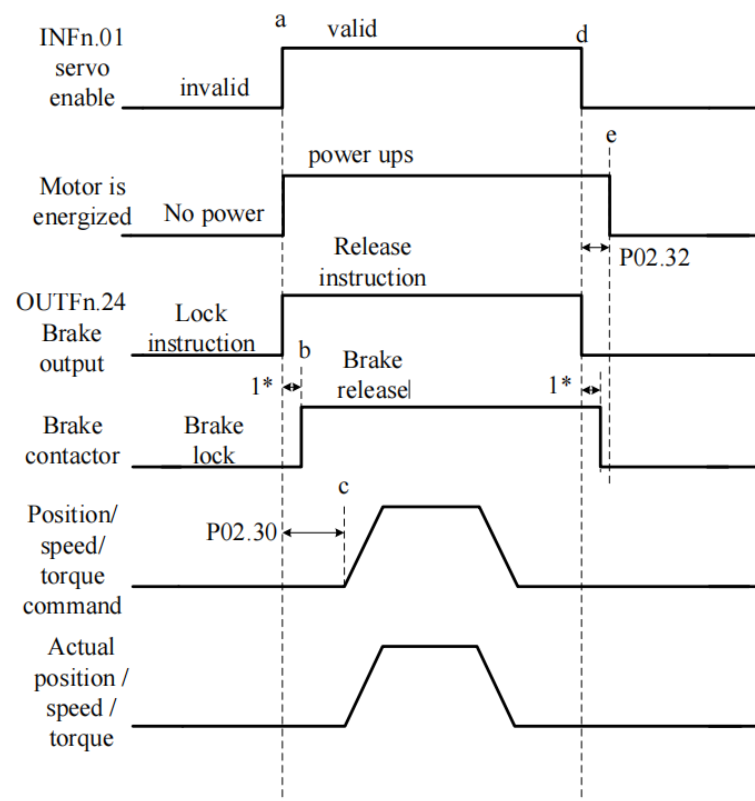 a
INFn.01
servo
enable
valid
d
invalid
e
power ups
Motor is
energized
No power
P02.32
Release
instruction
OUTFn.24
Brake
output
Lock
instruction
b
Brake
release
1*
1*
Brake
contactor
Brake
lock
c
Position/
speed/
torque
command
P02.30
Actual
position /
speed /
torque